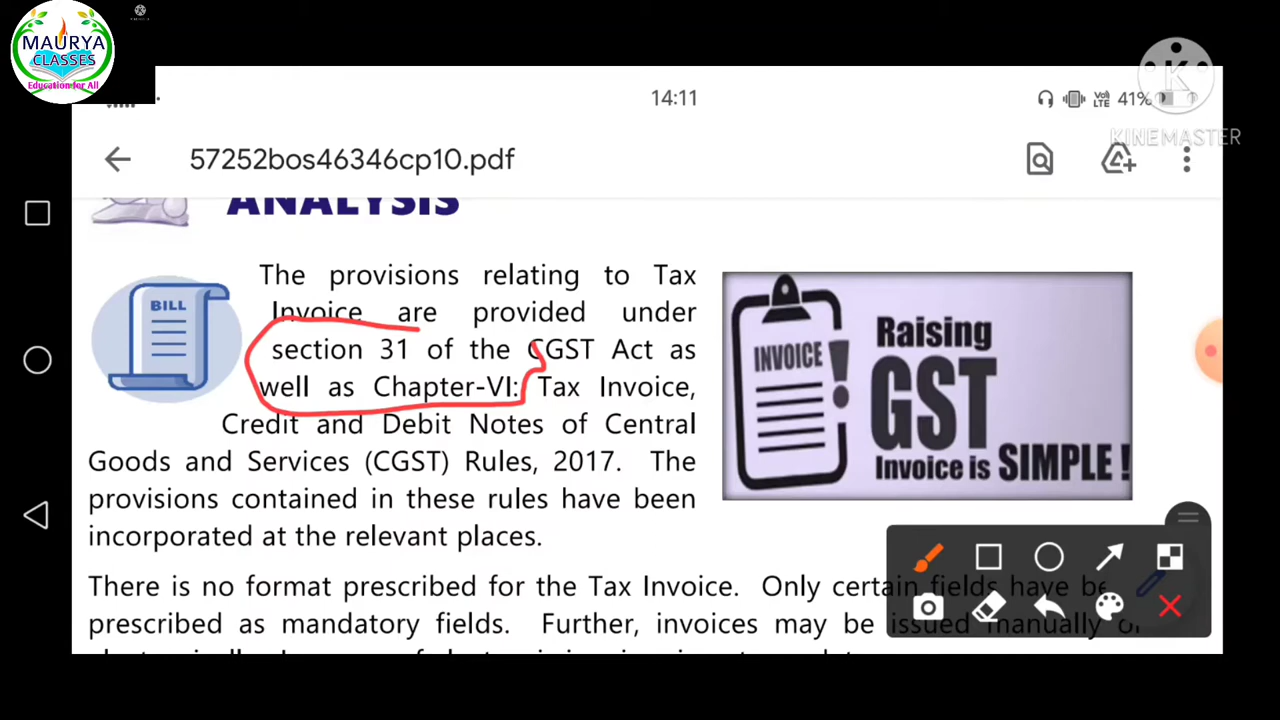 MAURYA
CLASSES
Education for All
14:11
Vo)
LTE
41%
K
KINEMASTER
57252bos46346cp10.pdf
ANALYSIS
BILL
The provisions relating to Tax
Invoice are provided under
section 31 of the CGST Act as
well as Chapter-VI: Tax Invoice,
Credit and Debit Notes of Central
Goods and Services (CGST) Rules, 2017. The
provisions contained in these rules have been
incorporated at the relevant places.
INVOICE
Raising
GST
Invoice is SIMPLE !
There is no format prescribed for the Tax Invoice. Only certain fields have be
prescribed as mandatory fields. Further, invoices may be issued manually or